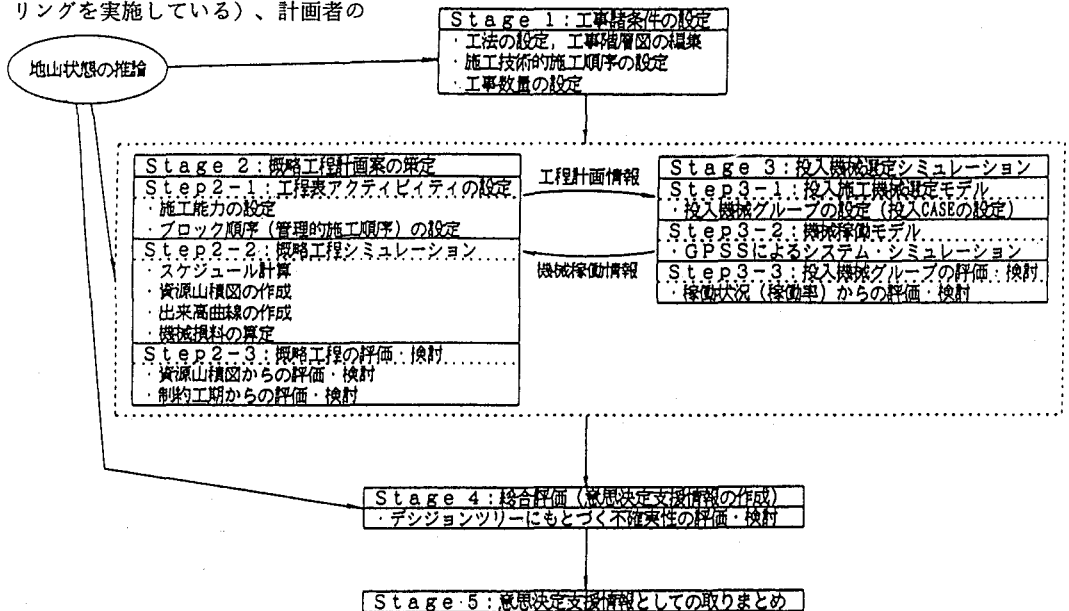 リングを実施している）、計画者の
地山状態の推論
Stage 1：工事諸条件の設定
・工法の設定，工事階層図の編集
・施工技術的施工順序の設定
・工事数量の設定
Stage 2：概略工程計画案の策定
Step2-1：工程表アクティビィティの設定
・施工能力の設定
・ブロック順序（管理的施工順序）の設定
Step2-2：概略工程シミュレーション
・スケジュール計算
・資源山積図の作成
・出来高曲線の作成
・機械損料の算定
Step2-3：概略工程の評価・検討
・資源山積図からの評価・検討
・制約工期からの評価・検討
工程計画情報
機械稼働情報
Stage 3：投入機械選定シミュレーション
Step3-1：投入施工機械選定モデル
・投入機械グループの設定（投入CASEの設定）
Step3-2：機械稼働モデル
・GPSSによるシステム・シミュレーション
Step3-3：投入機械グループの評価・検討
・稼働状況（稼働率）からの評価・検討
Stage 4：総合評価（意思決定支援情報の作成）
・デシジョンツリーにもとづく不確実性の評価・検討
Stage 5：意思決定支援情報としての取りまとめ